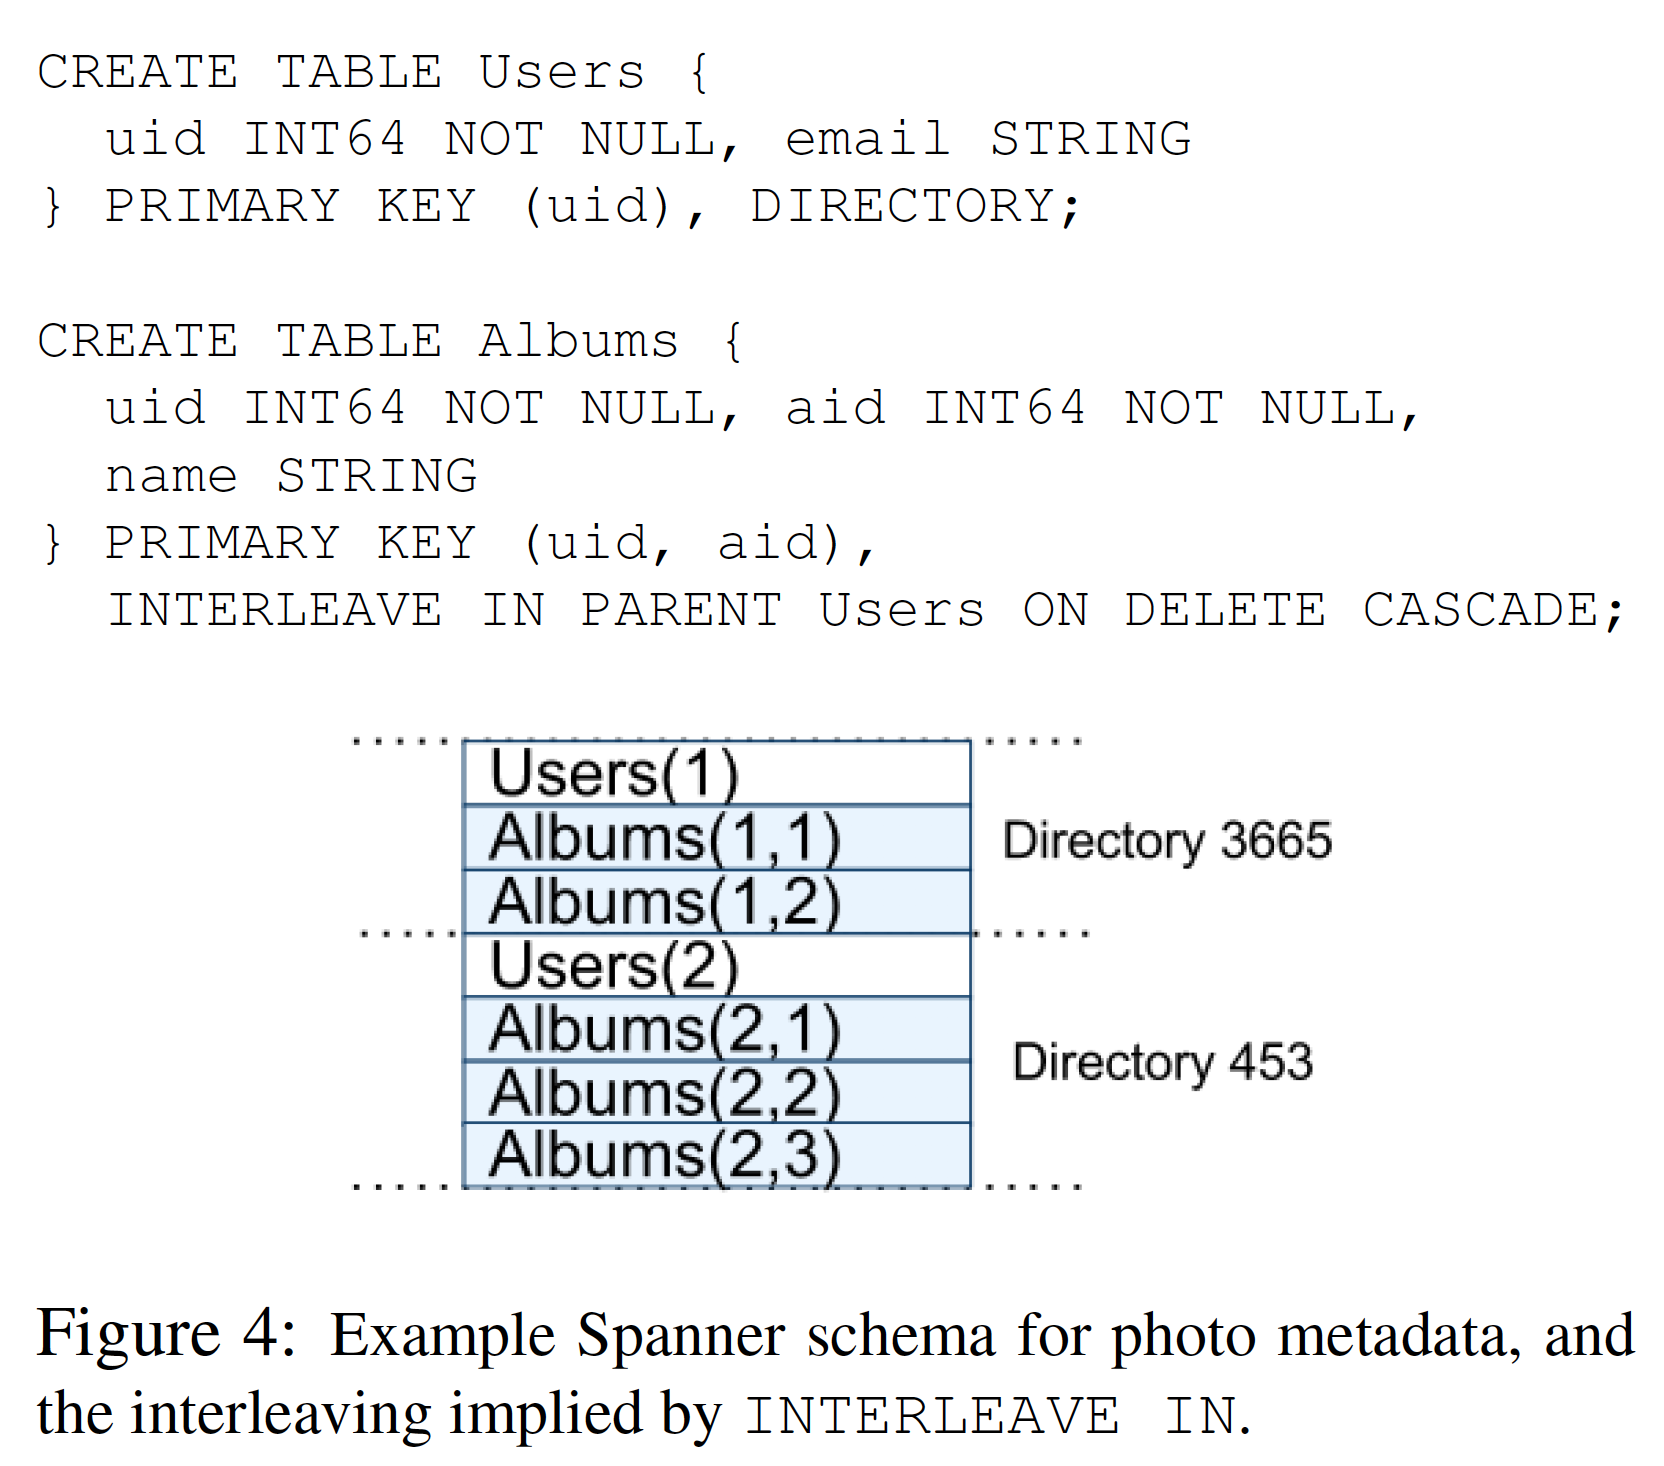 CREATE TABLE Users {
  uid INT64 NOT NULL, email STRING
} PRIMARY KEY (uid), DIRECTORY;
CREATE TABLE Albums {
  uid INT64 NOT NULL, aid INT64 NOT NULL,
  name STRING
} PRIMARY KEY (uid, aid),
  INTERLEAVE IN PARENT Users ON DELETE CASCADE;
Users(1)
Albums(1,1)
Directory 3665
Albums(1,2)
Users(2)
Albums(2,1)
Directory 453
Albums(2,2)
Albums(2,3)
Figure 4: Example Spanner schema for photo metadata, and
the interleaving implied by INTERLEAVE IN.